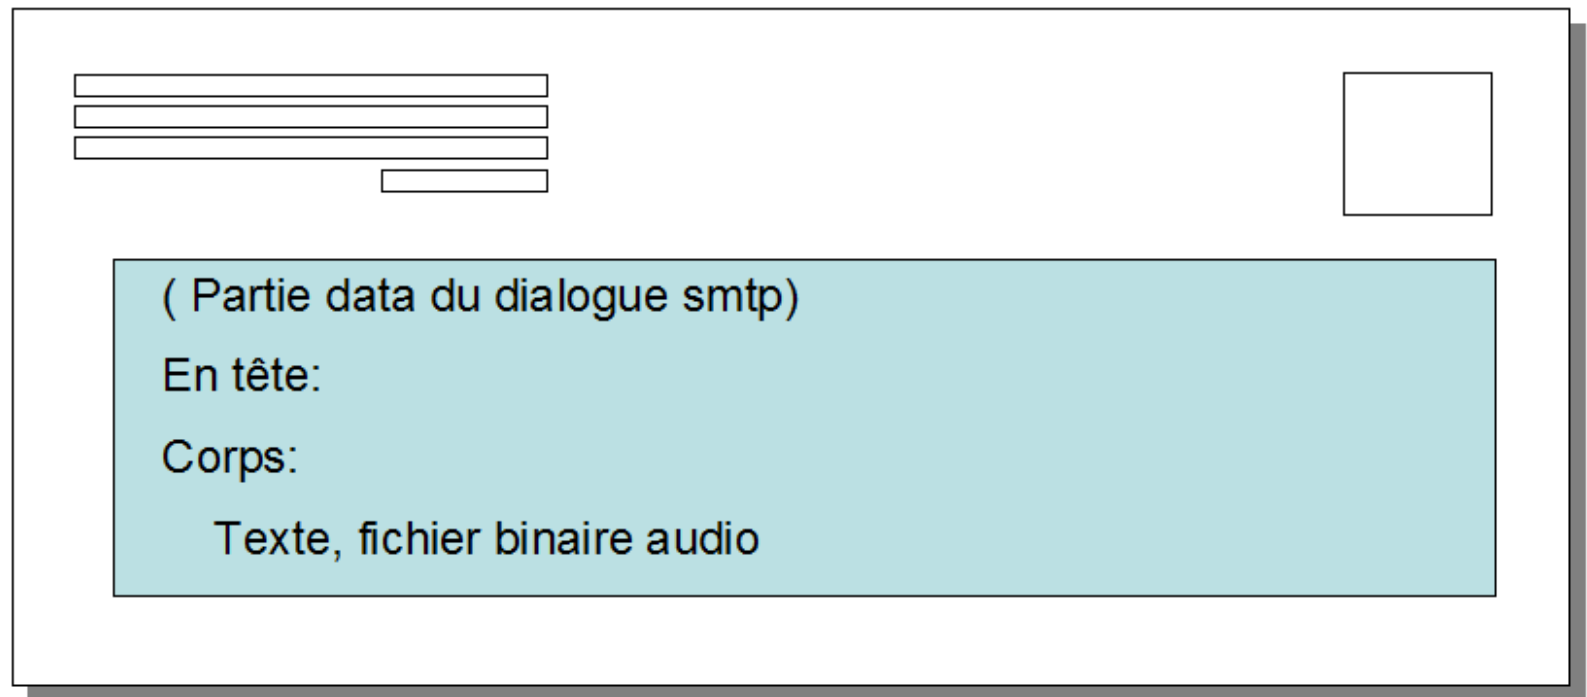 ( Partie data du dialogue smtp)
En tête:
Corps:
Texte, fichier binaire audio